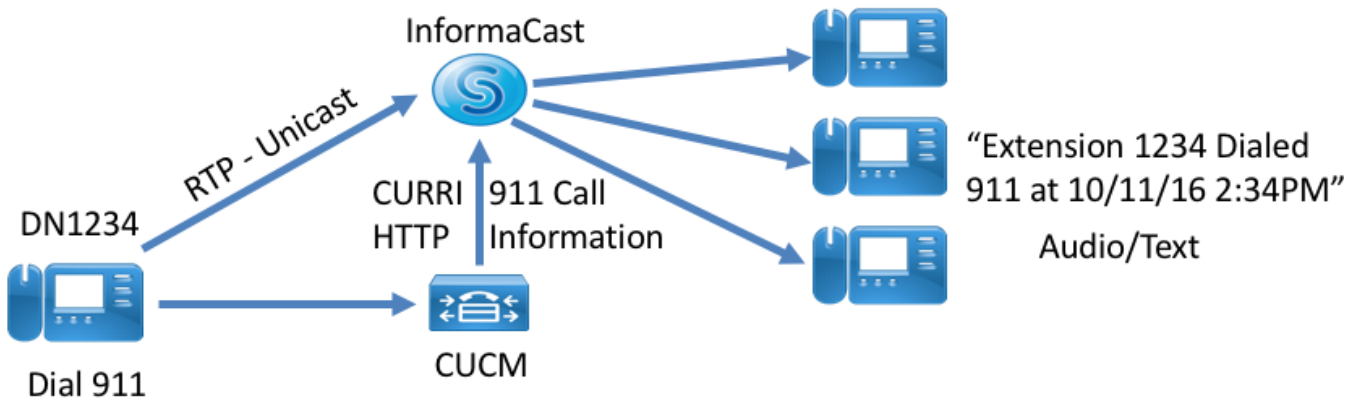 InformaCast
RTP - Unicast
"Extension 1234 Dialed
911 at 10/11/16 2:34PM"
CURRI 911 Call
HTTP Information
DN1234
Audio/Text
CUCM
Dial 911